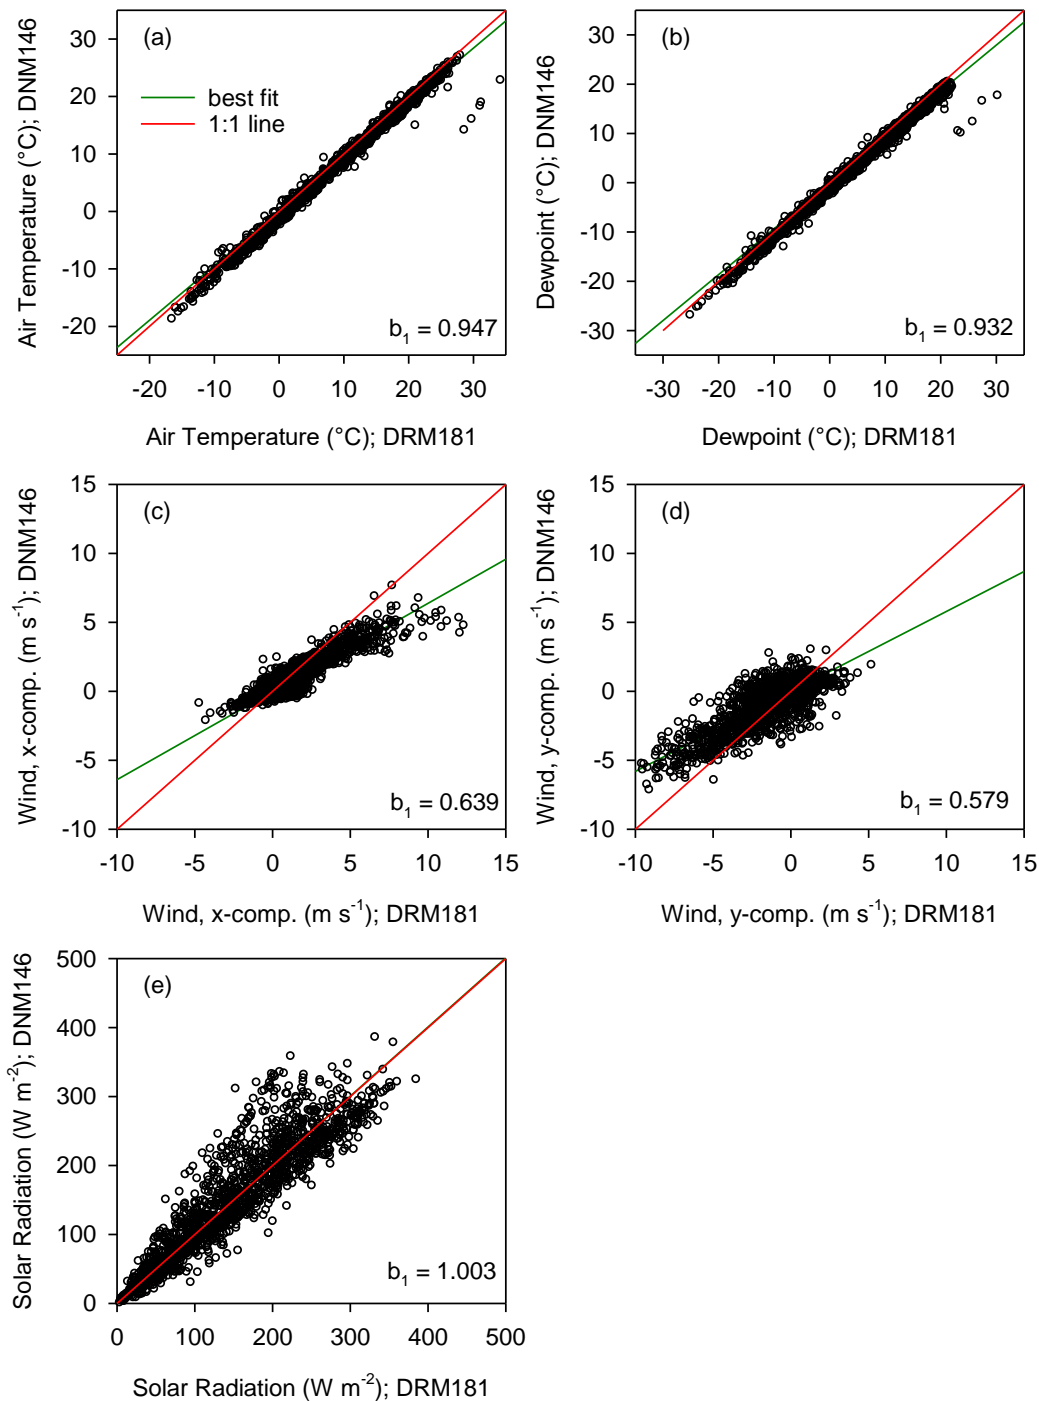 (a)
best fit
1:1 line
b1 = 0.947
30
20
10
0
-10
-20
-20 -10 0 10 20 30
Air Temperature (°C); DNM146
Air Temperature (°C); DRM181
(b)
b1 = 0.932
30
20
10
0
-10
-20
-30
-30 -20 -10 0 10 20 30
Dewpoint (°C); DNM146
Dewpoint (°C); DRM181
(c)
b1 = 0.639
15
10
5
0
-5
-10
-10 -5 0 5 10 15
Wind, x-comp. (m s-1); DNM146
Wind, x-comp. (m s-1); DRM181
(d)
b1 = 0.579
15
10
5
0
-5
-10
-10 -5 0 5 10 15
Wind, y-comp. (m s-1); DNM146
Wind, y-comp. (m s-1); DRM181
(e)
b1 = 1.003
500
400
300
200
100
0
0 100 200 300 400 500
Solar Radiation (W m-2); DNM146
Solar Radiation (W m-2); DRM181